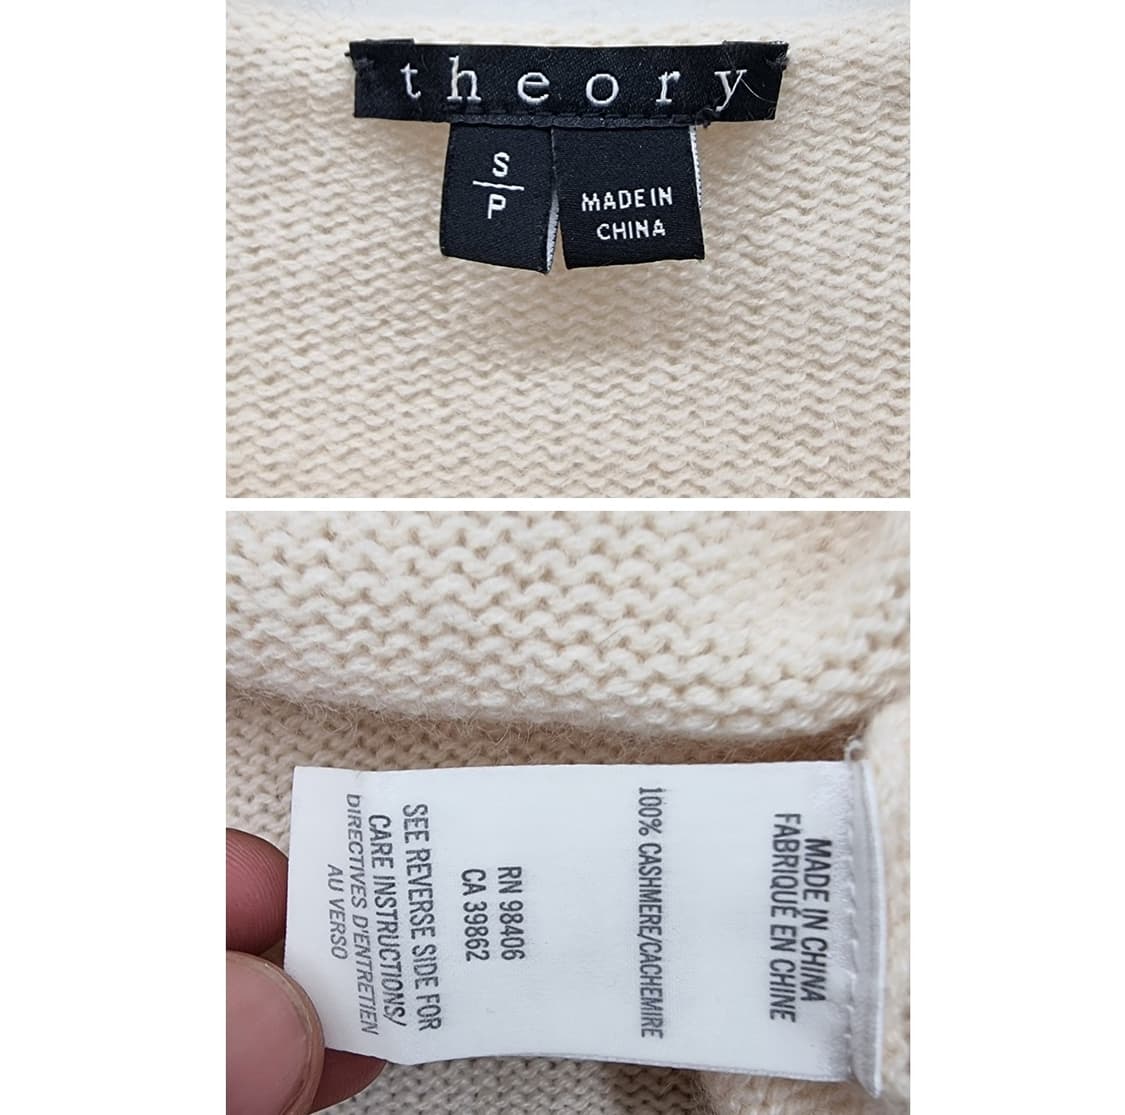 theory
S
P
MADE IN
CHINA
MADE IN CHINA
FABRIQUÉ EN CHINE
100% CASHMERE/CACHEMIRE
RN 98406
CA 39862
SEE REVERSE SIDE FOR
CARE INSTRUCTIONS/
DIRECTIVES D'ENTRETIEN
AU VERSO